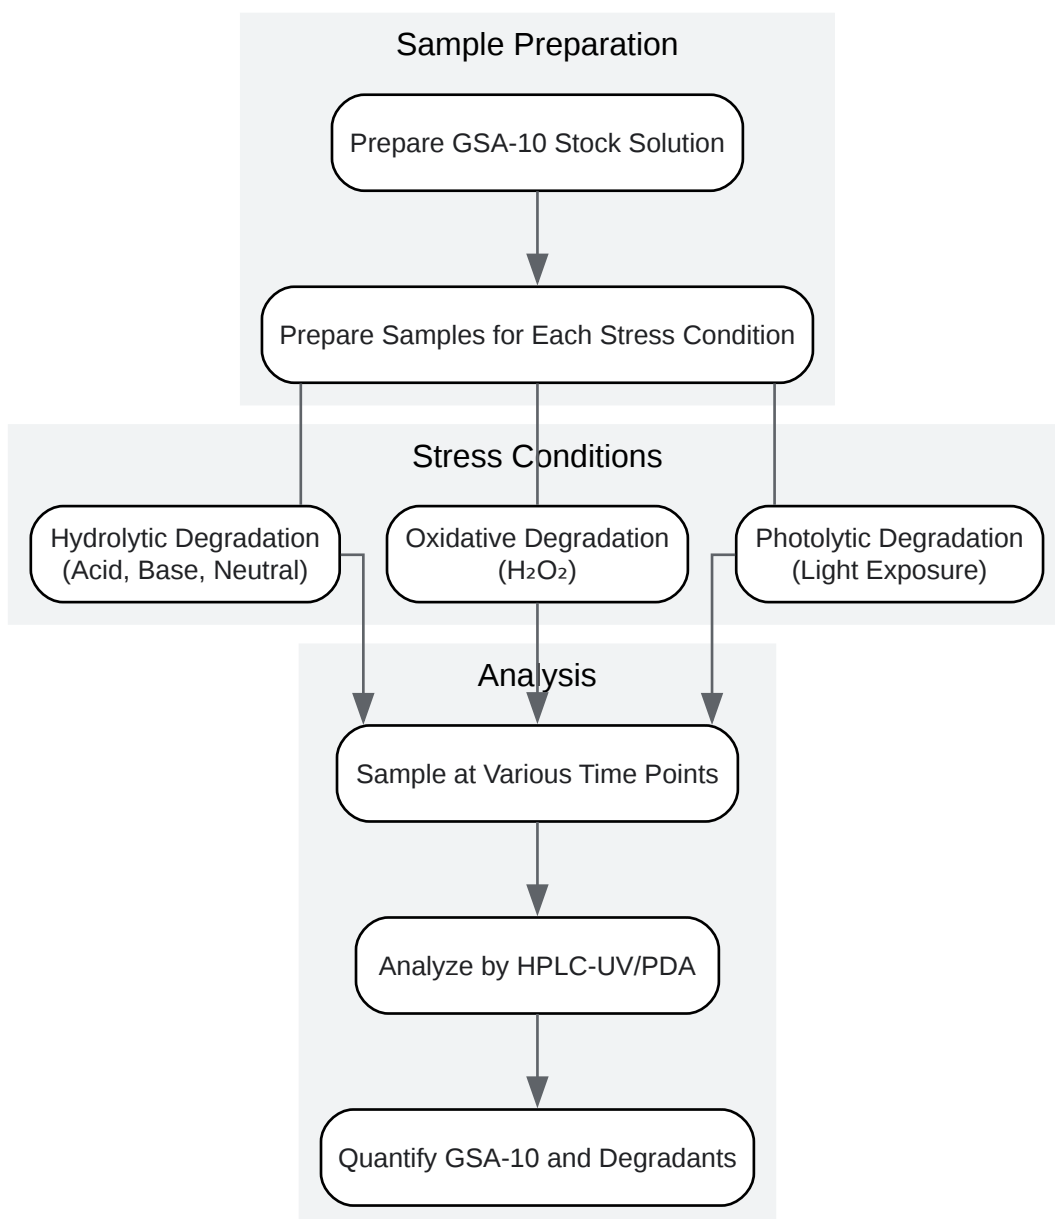 Sample Preparation
Prepare GSA-10 Stock Solution
Prepare Samples for Each Stress Condition
Stress Conditions
Hydrolytic Degradation
(Acid, Base, Neutral)
Oxidative Degradation
(H₂O₂)
Photolytic Degradation
(Light Exposure)
Analysis
Sample at Various Time Points
Analyze by HPLC-UV/PDA
Quantify GSA-10 and Degradants